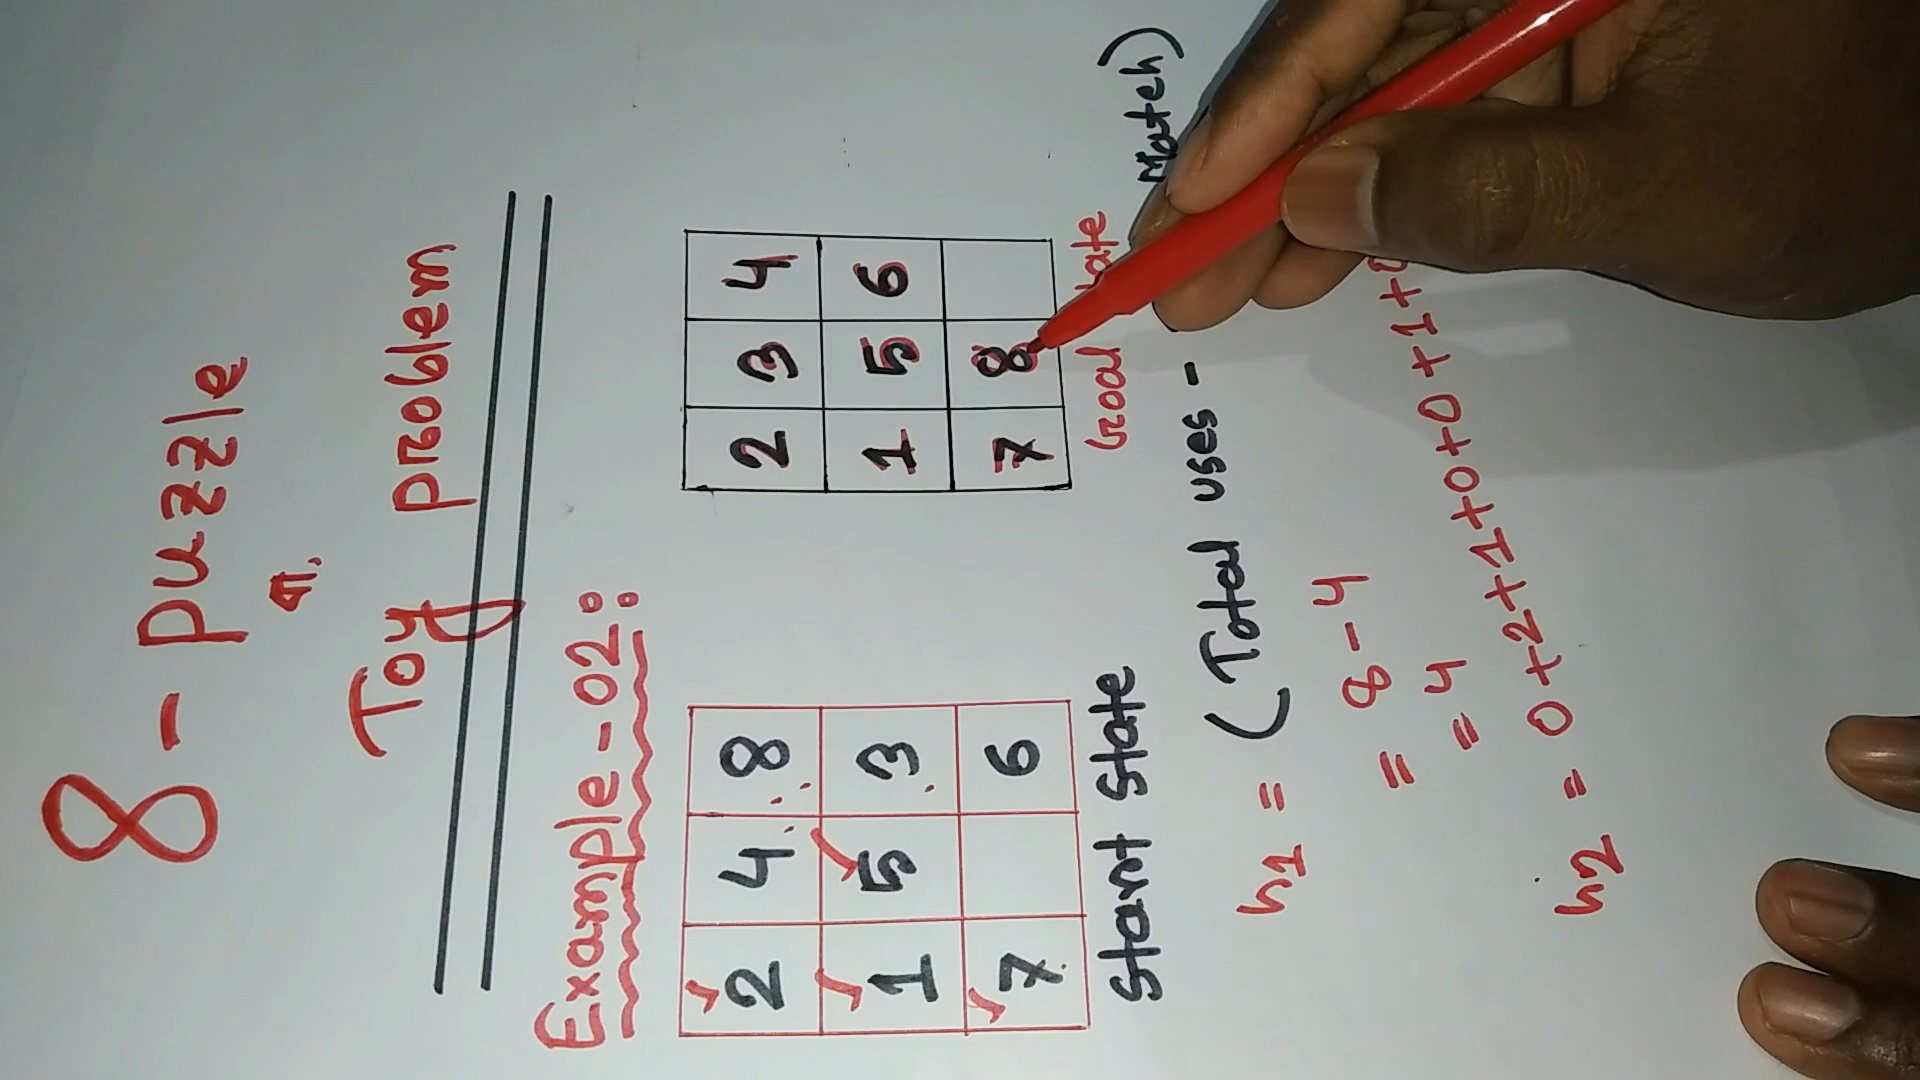 8 - puzzle
Toy problem
Example-02:
2 4 8
1 5 3
7 6
Start State
2 3 4
1 5 6
7 8
Goal
h1 = (Total uses - Match)
= 8 - 4
= 4
h2 = 0+2+1+0+0+1+0